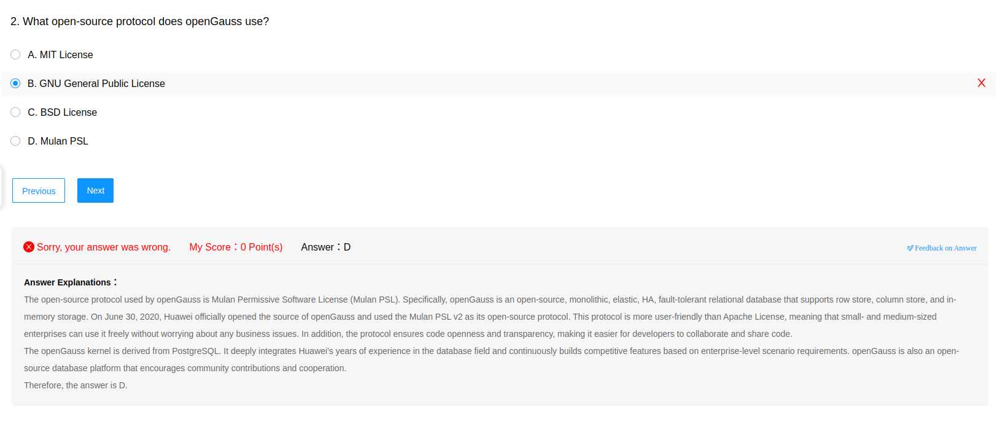 2. What open-source protocol does openGauss use?
A. MIT License
B. GNU General Public License
X
C. BSD License
D. Mulan PSL
Previous Next
Sorry, your answer was wrong. My Score：0 Point(s) Answer：D Feedback on Answer
Answer Explanations：
The open-source protocol used by openGauss is Mulan Permissive Software License (Mulan PSL). Specifically, openGauss is an open-source, monolithic, elastic, HA, fault-tolerant relational database that supports row store, column store, and in-
memory storage. On June 30, 2020, Huawei officially opened the source of openGauss and used the Mulan PSL v2 as its open-source protocol. This protocol is more user-friendly than Apache License, meaning that small- and medium-sized
enterprises can use it freely without worrying about any business issues. In addition, the protocol ensures code openness and transparency, making it easier for developers to collaborate and share code.
The openGauss kernel is derived from PostgreSQL. It deeply integrates Huawei's years of experience in the database field and continuously builds competitive features based on enterprise-level scenario requirements. openGauss is also an open-
source database platform that encourages community contributions and cooperation.
Therefore, the answer is D.